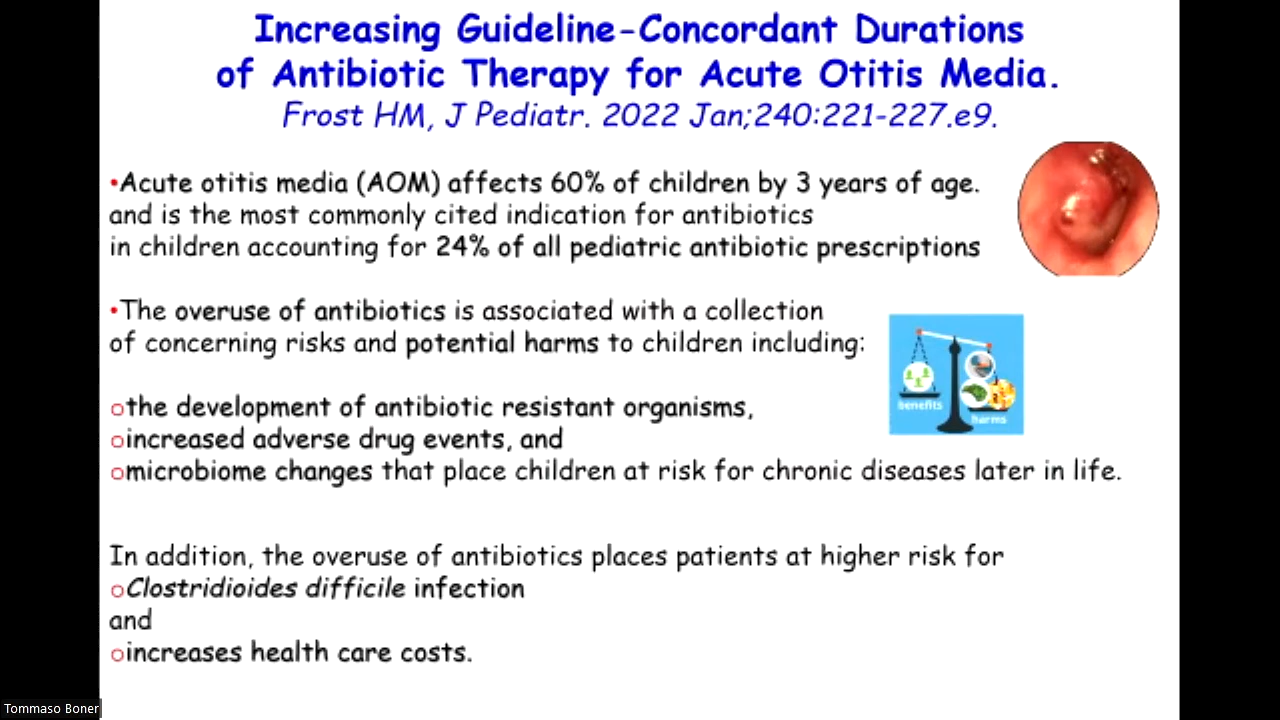 Increasing Guideline-Concordant Durations
of Antibiotic Therapy for Acute Otitis Media.
Frost HM, J Pediatr. 2022 Jan;240:221-227.e9.
•Acute otitis media (AOM) affects 60% of children by 3 years of age.
and is the most commonly cited indication for antibiotics
in children accounting for 24% of all pediatric antibiotic prescriptions
•The overuse of antibiotics is associated with a collection
of concerning risks and potential harms to children including:
benefits
harms
othe development of antibiotic resistant organisms,
oincreased adverse drug events, and
omicrobiome changes that place children at risk for chronic diseases later in life.
In addition, the overuse of antibiotics places patients at higher risk for
oClostridioides difficile infection
and
oincreases health care costs.
Tommaso Boner